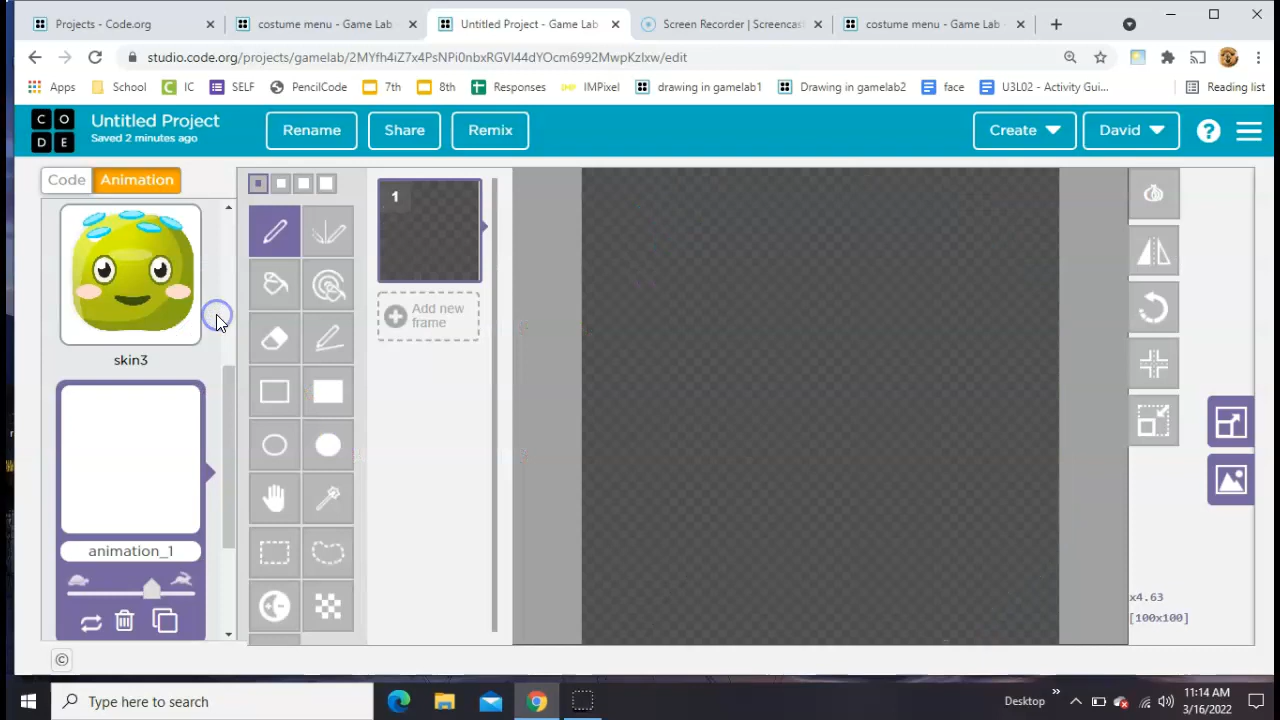 Projects - Code.org
costume menu - Game Lab
Untitled Project - Game Lab
Screen Recorder | Screencas
costume menu - Game Lab -
studio.code.org/projects/gamelab/2MYfh4iZ7x4PsNPi0nbxRGVI44dYOcm6992MwpKzlxw/edit
Apps
School
IC
SELF
PencilCode
7th
8th
Responses
IMPixel
drawing in gamelab1
Drawing in gamelab2
face
U3L02 - Activity Gui...
Reading list
C O
D E
Untitled Project
Saved 2 minutes ago
Rename
Share
Remix
Create
David
?
Code
Animation
skin3
animation_1
1
Add new
frame
x4.63
[100x100]
©
Type here to search
Desktop
11:14 AM
3/16/2022